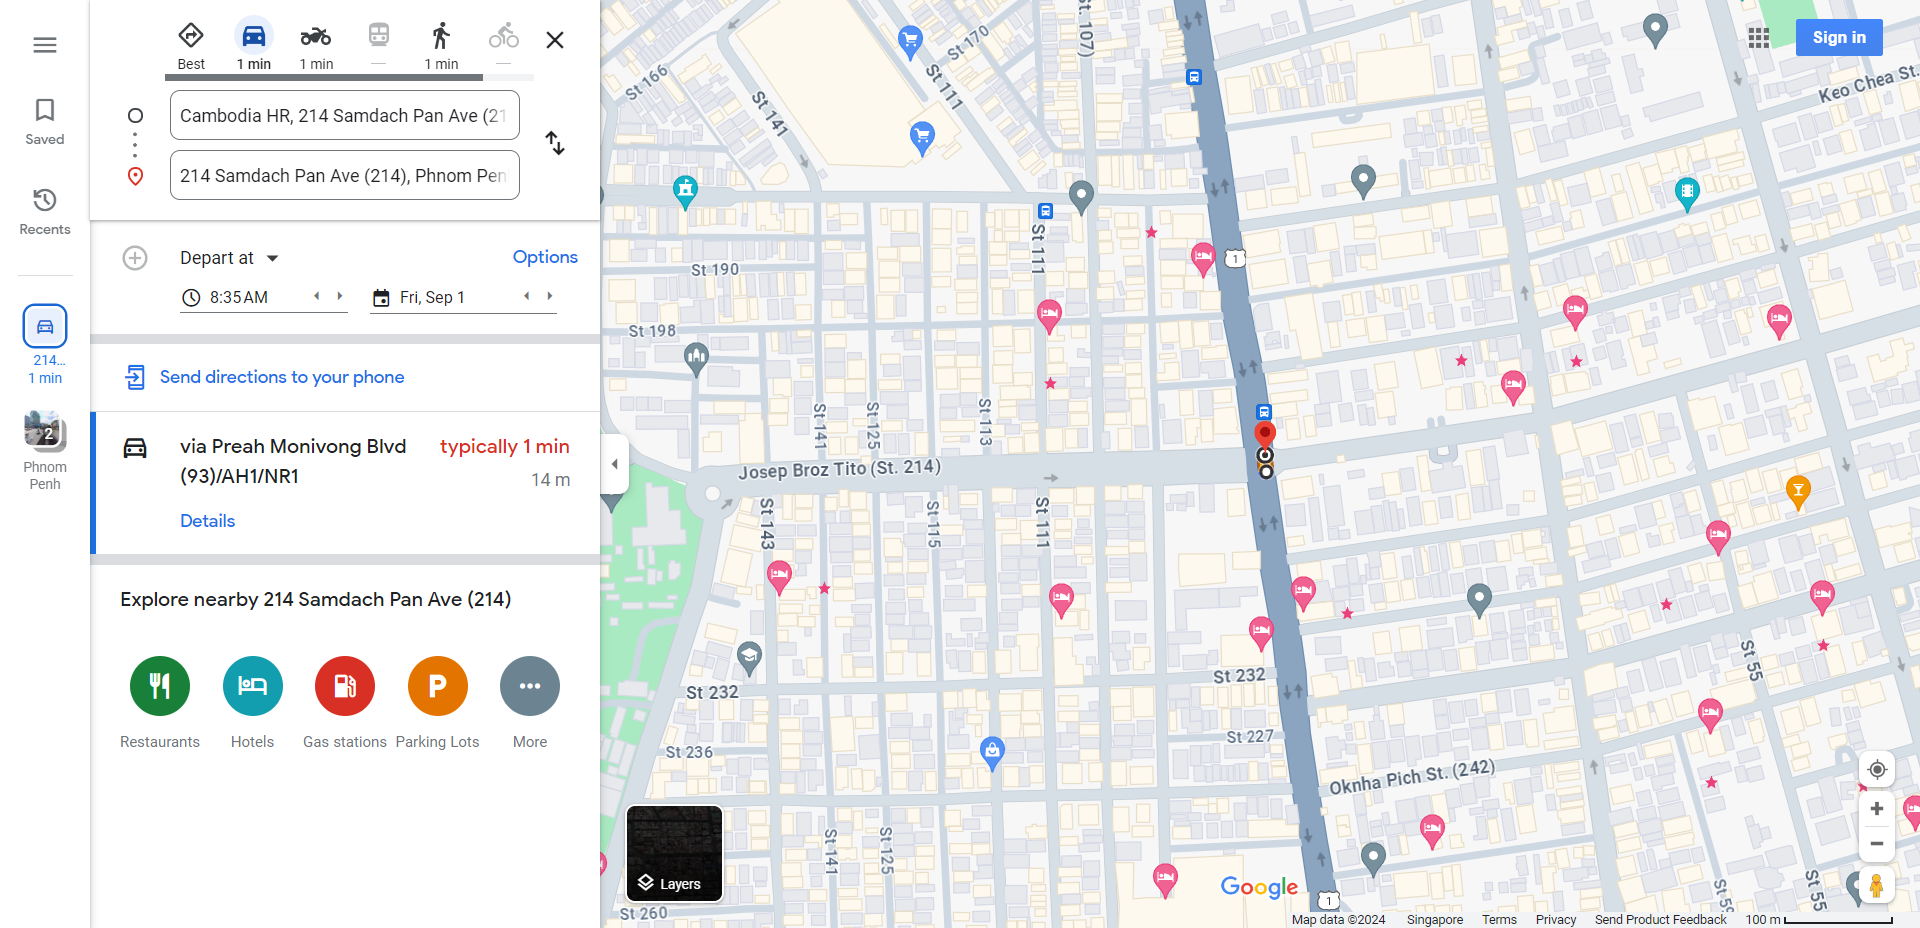 Best
1 min
1 min
1 min
Cambodia HR, 214 Samdach Pan Ave (21
214 Samdach Pan Ave (214), Phnom Pen
Saved
Recents
214...
1 min
2
Phnom
Penh
Depart at
Options
8:35 AM
Fri, Sep 1
Send directions to your phone
via Preah Monivong Blvd
(93)/AH1/NR1
typically 1 min
14 m
Details
Explore nearby 214 Samdach Pan Ave (214)
P
Restaurants
Hotels
Gas stations
Parking Lots
More
Sign in
St 166
St 170
St 111
St. 107)
St 141
Keo Chea St.
St 190
St 111
1
St 198
St 141
St 125
St 113
Josep Broz Tito (St. 214)
St 143
St 115
St 111
St 232
St 232
St 55
St 236
St 227
Oknha Pich St. (242)
St 141
St 125
St 55
St 260
Layers
Google
1
Map data ©2024
Singapore
Terms
Privacy
Send Product Feedback
100 m